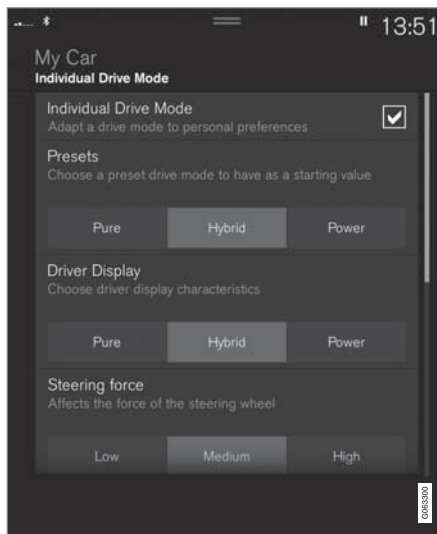 13:51
My Car
Individual Drive Mode
Individual Drive Mode
Adapt a drive mode to personal preferences
Presets
Choose a preset drive mode to have as a starting value
Pure Hybrid Power
Driver Display
Choose driver display characteristics
Pure Hybrid Power
Steering force
Affects the force of the steering wheel
Low Medium High
G063300